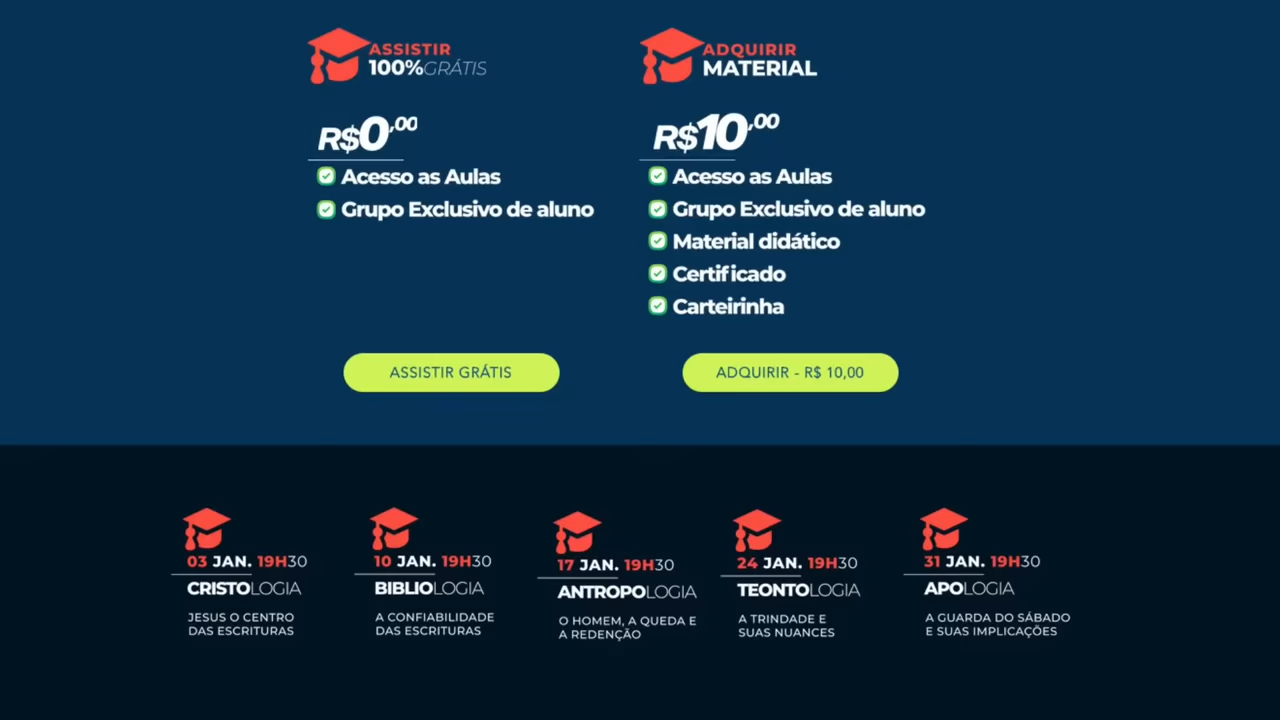 ASSISTIR
100%GRÁTIS
R$0,00
Acesso as Aulas
Grupo Exclusivo de aluno
ASSISTIR GRÁTIS
ADQUIRIR
MATERIAL
R$10,00
Acesso as Aulas
Grupo Exclusivo de aluno
Material didático
Certificado
Carteirinha
ADQUIRIR - R$ 10,00
03 JAN. 19H30
CRISTOLOGIA
JESUS O CENTRO
DAS ESCRITURAS
10 JAN. 19H30
BIBLIOLOGIA
A CONFIABILIDADE
DAS ESCRITURAS
17 JAN. 19H30
ANTROPOLOGIA
O HOMEM, A QUEDA E
A REDENÇÃO
24 JAN. 19H30
TEONTOLOGIA
A TRINDADE E
SUAS NUANCES
31 JAN. 19H30
APOLOGIA
A GUARDA DO SÁBADO
E SUAS IMPLICAÇÕES